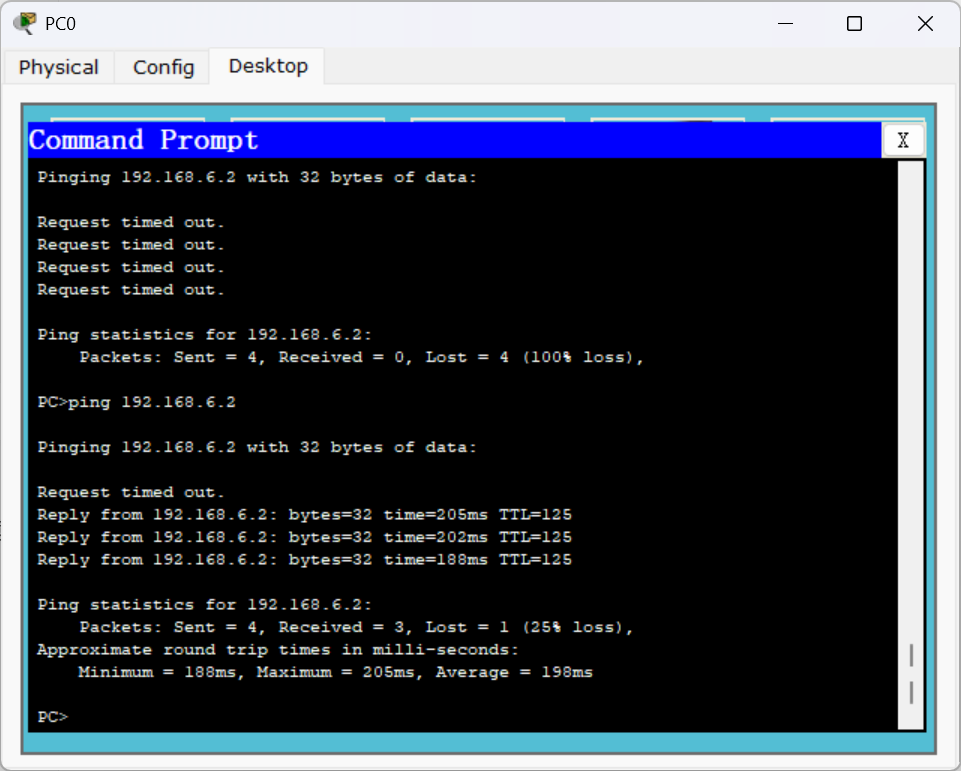 PC0
Physical Config Desktop
Command Prompt X
Pinging 192.168.6.2 with 32 bytes of data:
Request timed out.
Request timed out.
Request timed out.
Request timed out.
Ping statistics for 192.168.6.2:
Packets: Sent = 4, Received = 0, Lost = 4 (100% loss),
PC>ping 192.168.6.2
Pinging 192.168.6.2 with 32 bytes of data:
Request timed out.
Reply from 192.168.6.2: bytes=32 time=205ms TTL=125
Reply from 192.168.6.2: bytes=32 time=202ms TTL=125
Reply from 192.168.6.2: bytes=32 time=188ms TTL=125
Ping statistics for 192.168.6.2:
Packets: Sent = 4, Received = 3, Lost = 1 (25% loss),
Approximate round trip times in milli-seconds:
Minimum = 188ms, Maximum = 205ms, Average = 198ms
PC>